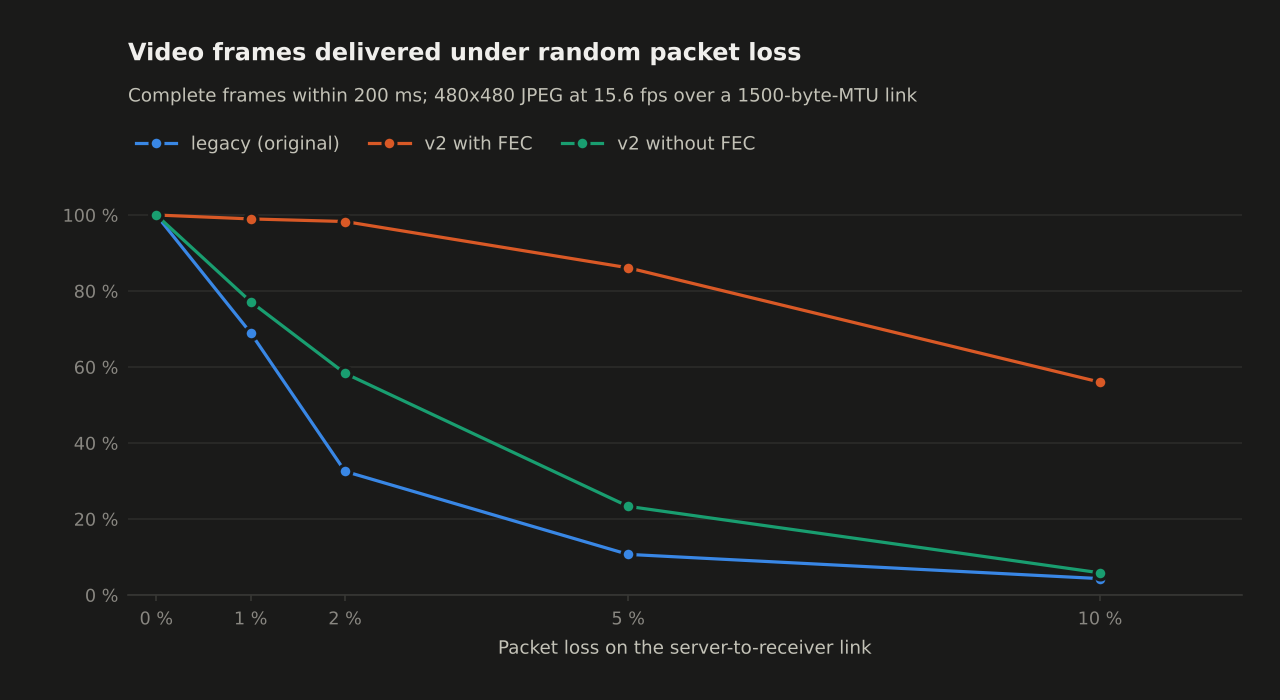 Video frames delivered under random packet loss
Complete frames within 200 ms; 480x480 JPEG at 15.6 fps over a 1500-byte-MTU link
legacy (original) v2 with FEC v2 without FEC
100 %
80 %
60 %
40 %
20 %
0 %
0 % 1 % 2 % 5 % 10 %
Packet loss on the server-to-receiver link